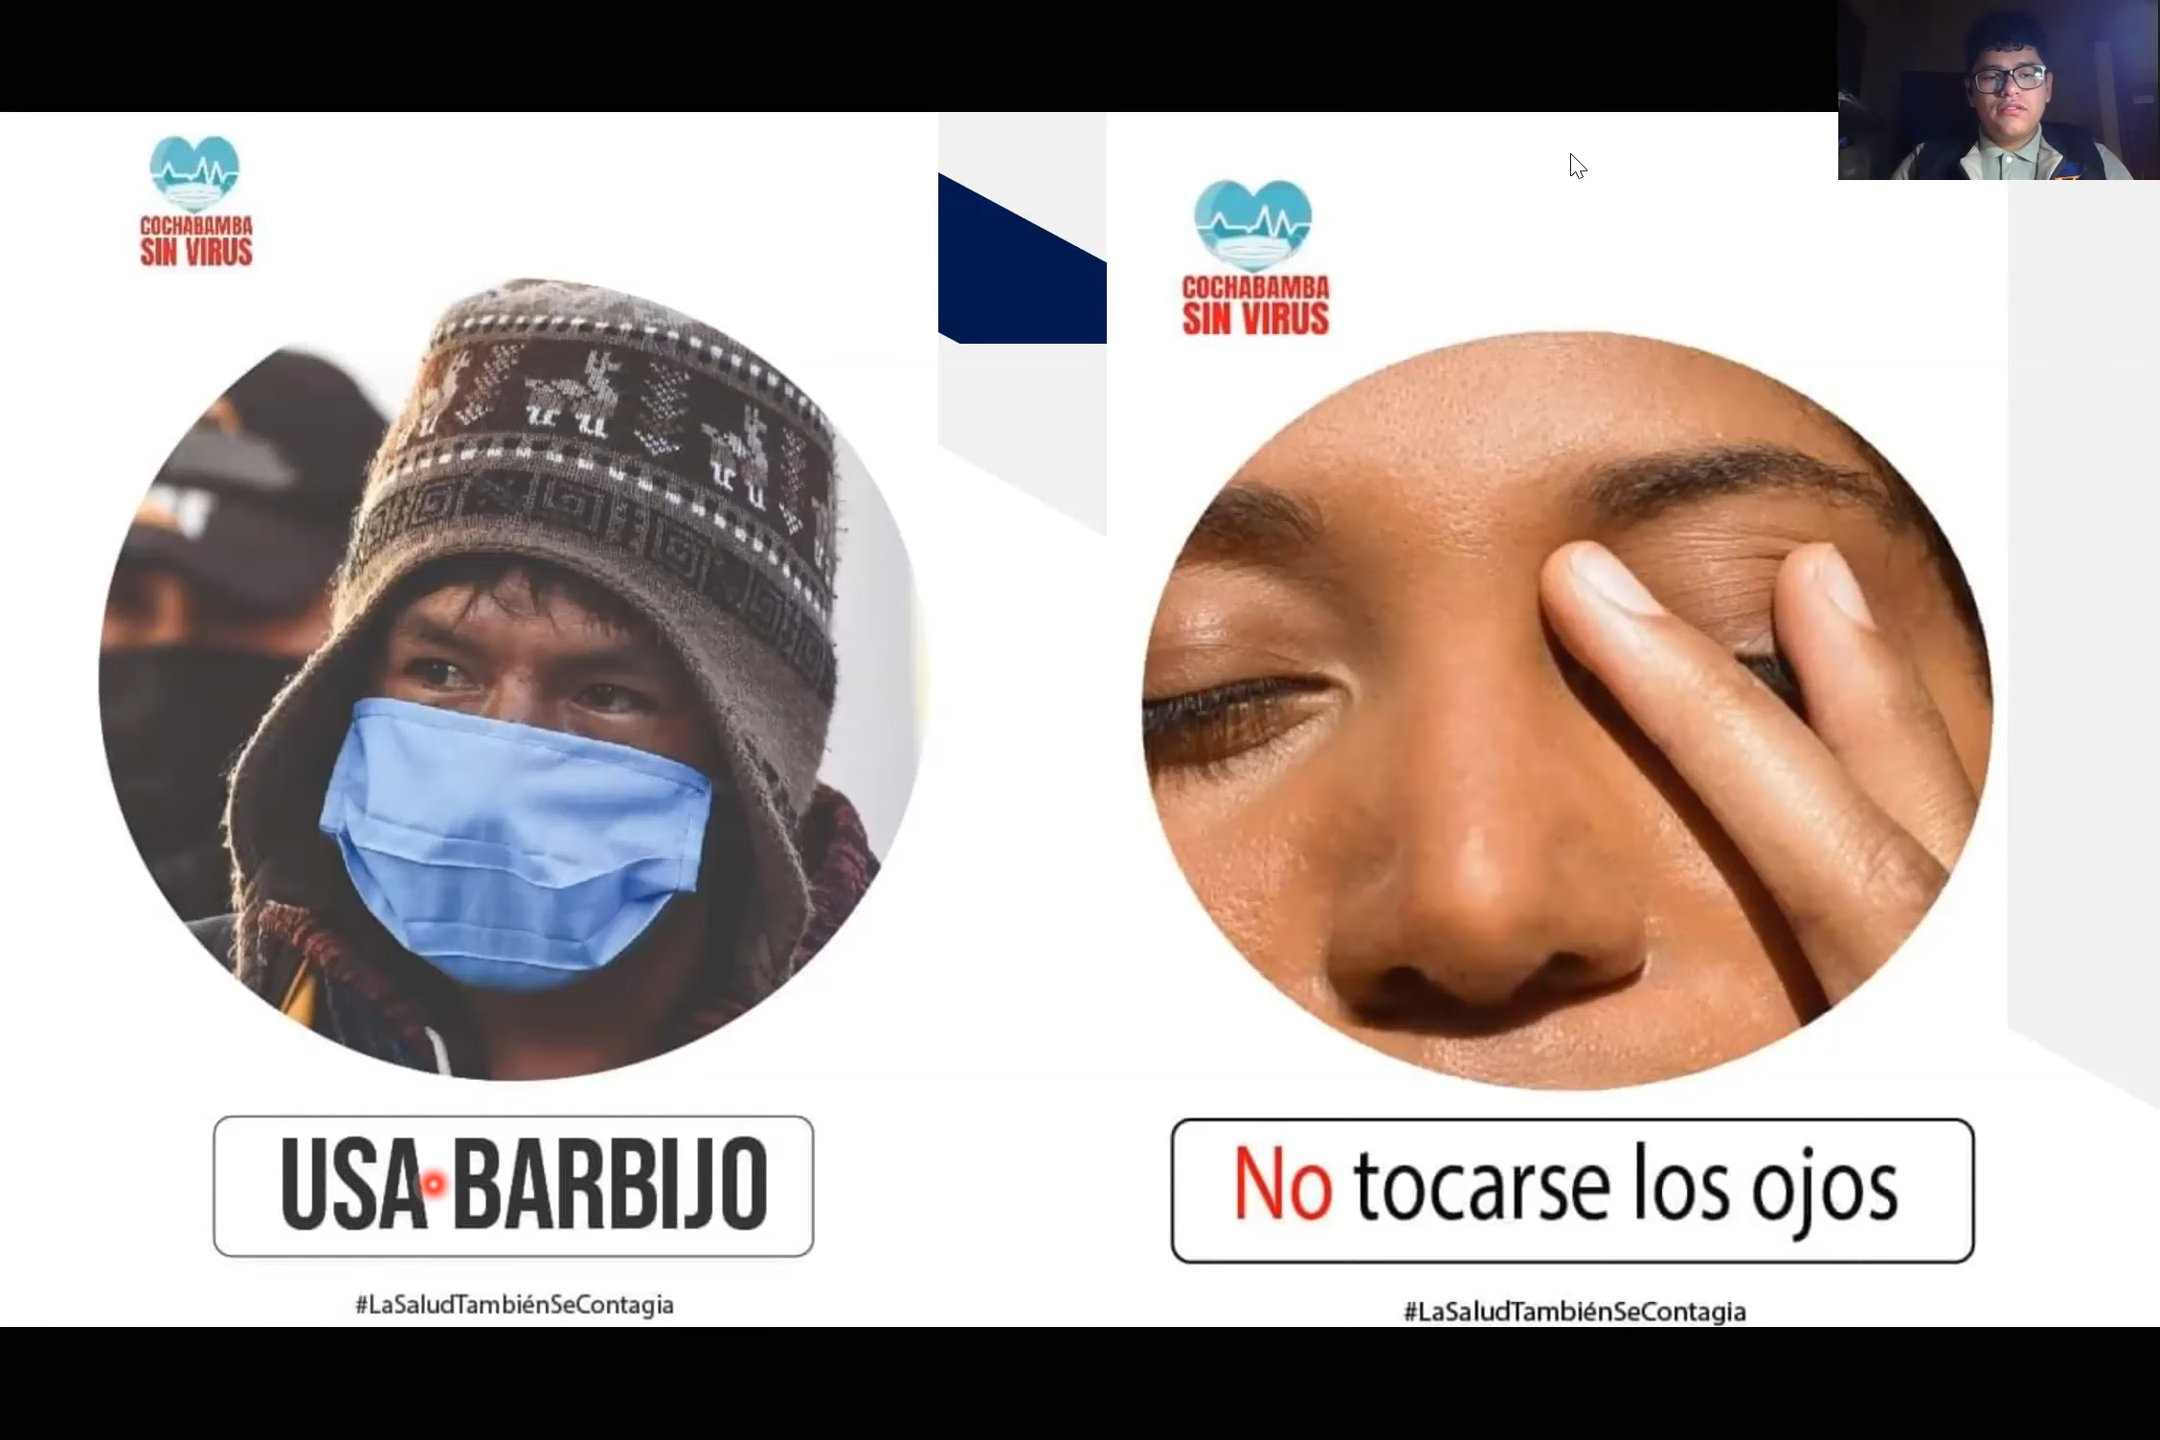 COCHABAMBA
SIN VIRUS
USA BARBIJO
#LaSaludTambiénSeContagia
COCHABAMBA
SIN VIRUS
No tocarse los ojos
#LaSaludTambiénSeContagia